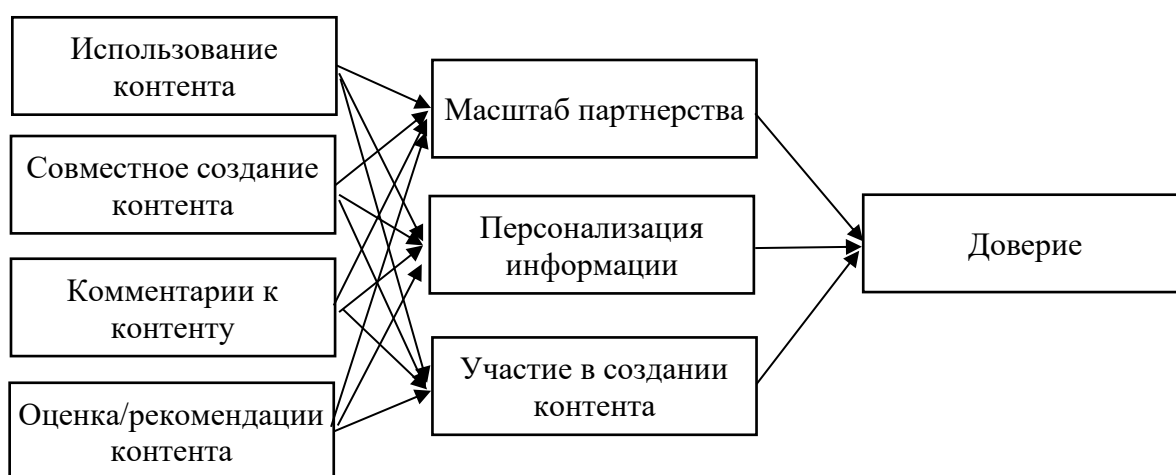 Использование
контента
Совместное создание
контента
Комментарии к
контенту
Оценка/рекомендации
контента
Масштаб партнерства
Персонализация
информации
Участие в создании
контента
Доверие